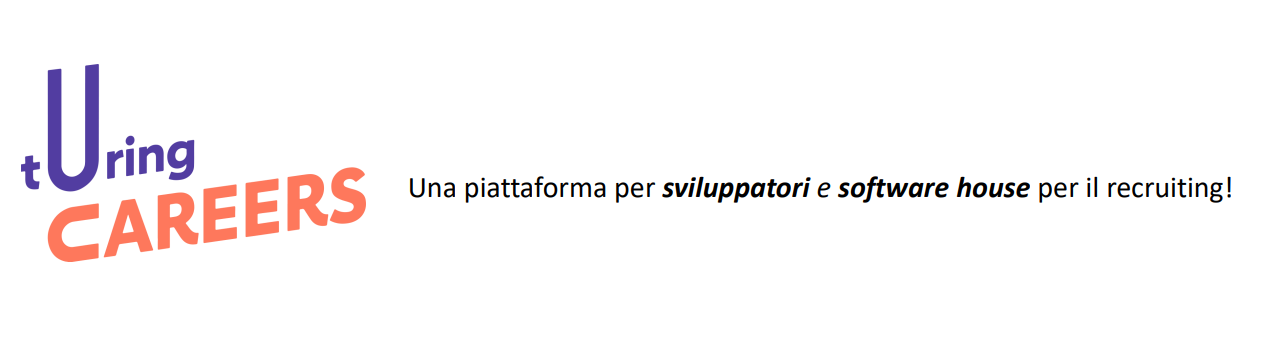 tUring
CAREERS
Una piattaforma per sviluppatori e software house per il recruiting!